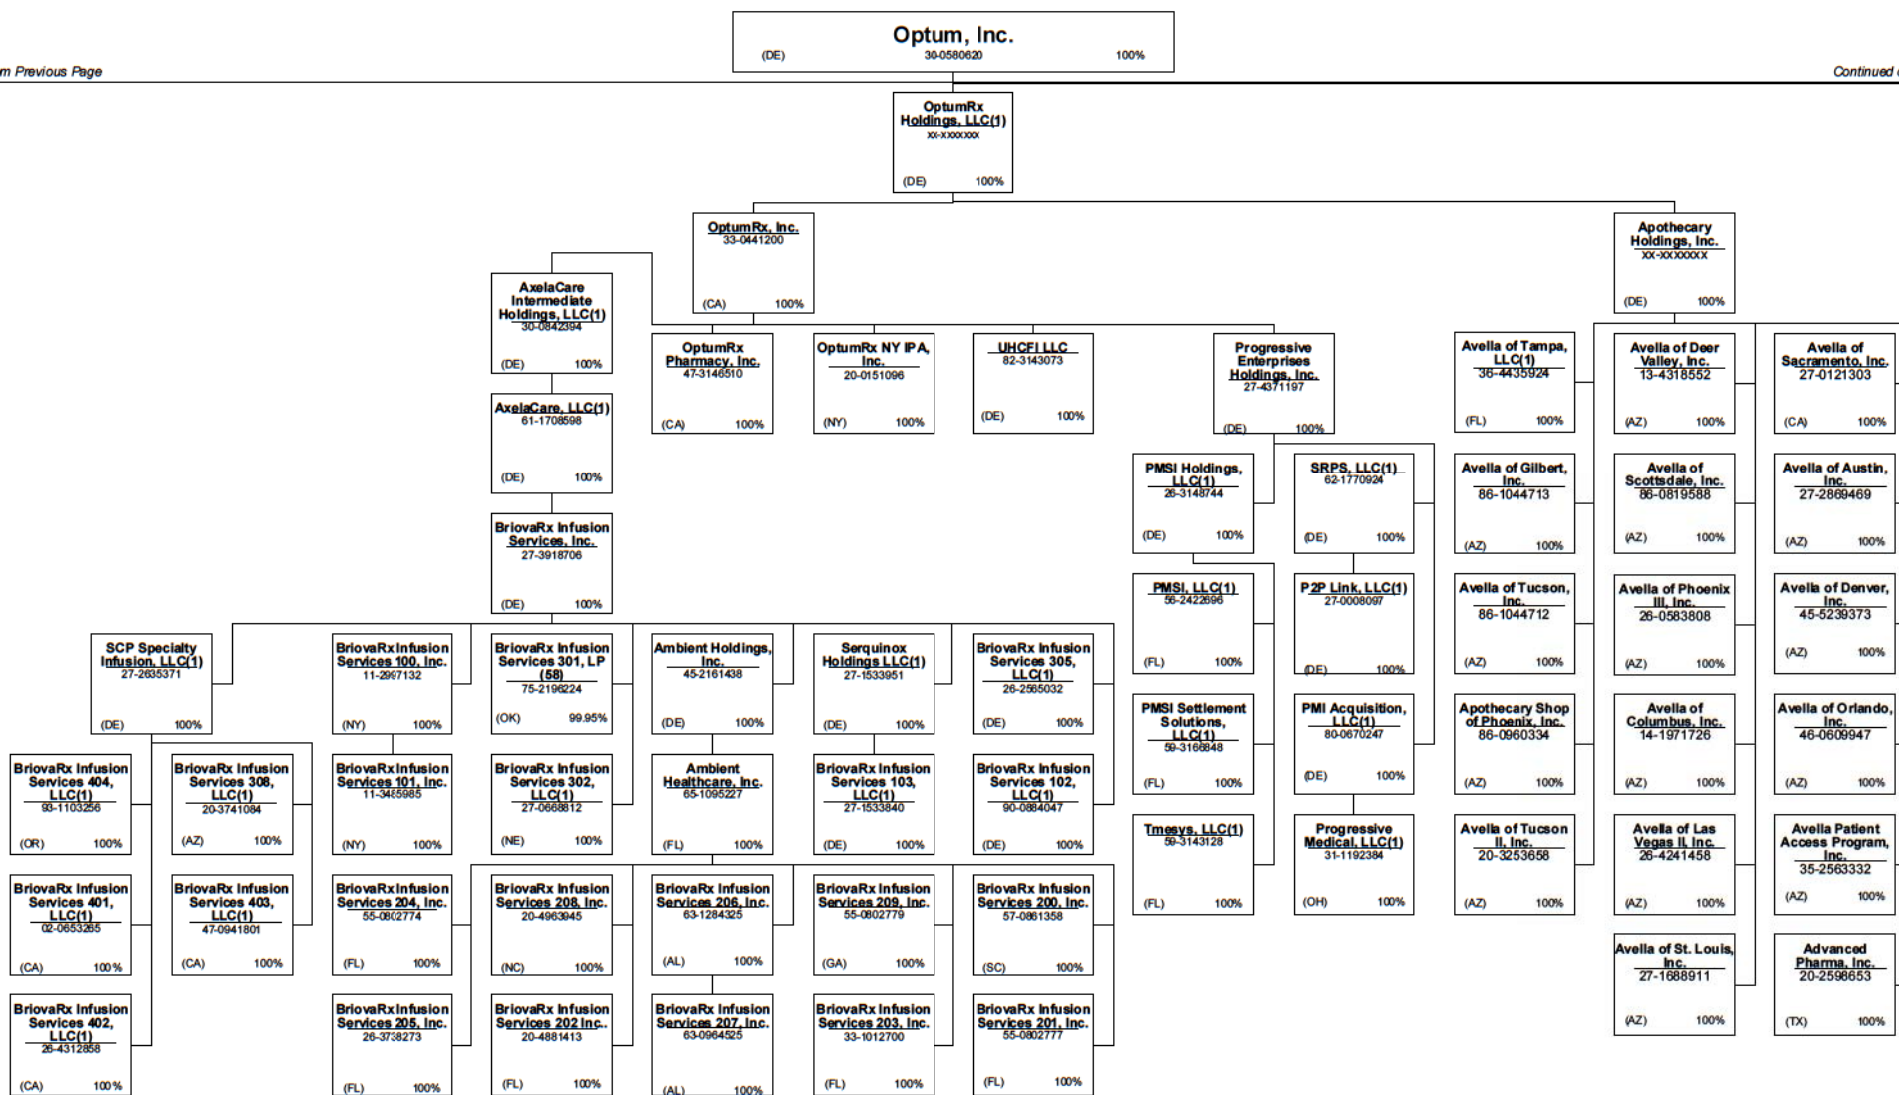 Optum, Inc.
(DE) 30-0580620 100%
m Previous Page
Continued
OptumRx
Holdings, LLC(1)
xx-xxxxxxx
(DE) 100%
OptumRx, Inc.
33-0441200
(CA) 100%
Apothecary
Holdings, Inc.
xx-xxxxxxx
(DE) 100%
AxelaCare
Intermediate
Holdings, LLC(1)
30-0842394
(DE) 100%
OptumRx
Pharmacy, Inc.
47-3146510
(CA) 100%
OptumRx NY IPA,
Inc.
20-0151096
(NY) 100%
UHCFI LLC
82-3143073
(DE) 100%
Progressive
Enterprises
Holdings, Inc.
27-4371197
(DE) 100%
Avella of Tampa,
LLC(1)
36-4435924
(FL) 100%
Avella of Deer
Valley, Inc.
13-4318552
(AZ) 100%
Avella of
Sacramento, Inc.
27-0121303
(CA) 100%
AxelaCare, LLC(1)
61-1708598
(DE) 100%
PMSI Holdings,
LLC(1)
26-3148744
(DE) 100%
SRPS, LLC(1)
62-1770924
(DE) 100%
Avella of Gilbert,
Inc.
86-1044713
(AZ) 100%
Avella of
Scottsdale, Inc.
86-0819588
(AZ) 100%
Avella of Austin,
Inc.
27-2869469
(AZ) 100%
BriovaRx Infusion
Services, Inc.
27-3918706
(DE) 100%
PMSI, LLC(1)
56-2422696
(FL) 100%
P2P Link, LLC(1)
27-0008097
(DE) 100%
Avella of Tucson,
Inc.
86-1044712
(AZ) 100%
Avella of Phoenix
III, Inc.
26-0583808
(AZ) 100%
Avella of Denver,
Inc.
45-5239373
(AZ) 100%
SCP Specialty
Infusion, LLC(1)
27-2635371
(DE) 100%
BriovaRx Infusion
Services 100, Inc.
11-2997132
(NY) 100%
BriovaRx Infusion
Services 301, LP
(58)
75-2196224
(OK) 99.95%
Ambient Holdings,
Inc.
45-2161438
(DE) 100%
Serquinox
Holdings LLC(1)
27-1533951
(DE) 100%
BriovaRx Infusion
Services 305,
LLC(1)
26-2565032
(DE) 100%
PMSI Settlement
Solutions,
LLC(1)
59-3166848
(FL) 100%
PMI Acquisition,
LLC(1)
80-0670247
(DE) 100%
Apothecary Shop
of Phoenix, Inc.
86-0960334
(AZ) 100%
Avella of
Columbus, Inc.
14-1971726
(AZ) 100%
Avella of Orlando,
Inc.
46-0609947
(AZ) 100%
BriovaRx Infusion
Services 404,
LLC(1)
93-1103256
(OR) 100%
BriovaRx Infusion
Services 308,
LLC(1)
20-3741084
(AZ) 100%
BriovaRx Infusion
Services 101, Inc.
11-3485985
(NY) 100%
BriovaRx Infusion
Services 302,
LLC(1)
27-0668812
(NE) 100%
Ambient
Healthcare, Inc.
65-1095227
(FL) 100%
BriovaRx Infusion
Services 103,
LLC(1)
27-1533840
(DE) 100%
BriovaRx Infusion
Services 102,
LLC(1)
90-0884047
(DE) 100%
Tmesys, LLC(1)
59-3143128
(FL) 100%
Progressive
Medical, LLC(1)
31-1192384
(OH) 100%
Avella of Tucson
II, Inc.
20-3253658
(AZ) 100%
Avella of Las
Vegas II, Inc.
26-4241458
(AZ) 100%
Avella Patient
Access Program,
Inc.
35-2563332
(AZ) 100%
BriovaRx Infusion
Services 401,
LLC(1)
02-0653265
(CA) 100%
BriovaRx Infusion
Services 403,
LLC(1)
47-0941801
(CA) 100%
BriovaRx Infusion
Services 204, Inc.
55-0802774
(FL) 100%
BriovaRx Infusion
Services 208, Inc.
20-4963945
(NC) 100%
BriovaRx Infusion
Services 206, Inc.
63-1284325
(AL) 100%
BriovaRx Infusion
Services 209, Inc.
55-0802779
(GA) 100%
BriovaRx Infusion
Services 200, Inc.
57-0861358
(SC) 100%
Avella of St. Louis,
Inc.
27-1688911
(AZ) 100%
Advanced
Pharma, Inc.
20-2598653
(TX) 100%
BriovaRx Infusion
Services 402,
LLC(1)
26-4312858
(CA) 100%
BriovaRx Infusion
Services 205, Inc.
26-3738273
(FL) 100%
BriovaRx Infusion
Services 202 Inc..
20-4881413
(FL) 100%
BriovaRx Infusion
Services 207, Inc.
63-0964525
(AL) 100%
BriovaRx Infusion
Services 203, Inc.
33-1012700
(FL) 100%
BriovaRx Infusion
Services 201, Inc.
55-0802777
(FL) 100%